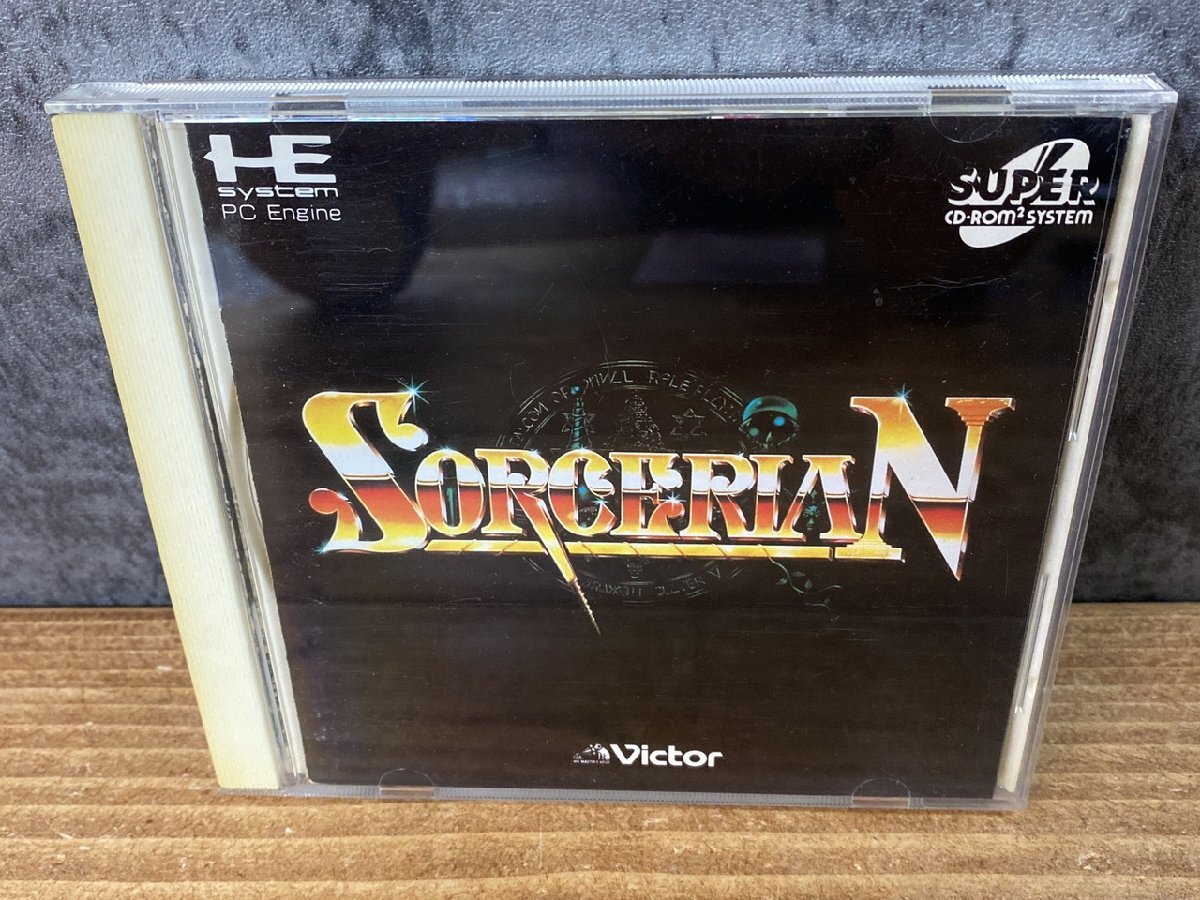 HE
system
PC Engine
SUPER
CD-ROM² SYSTEM
SORCERIAN
Victor